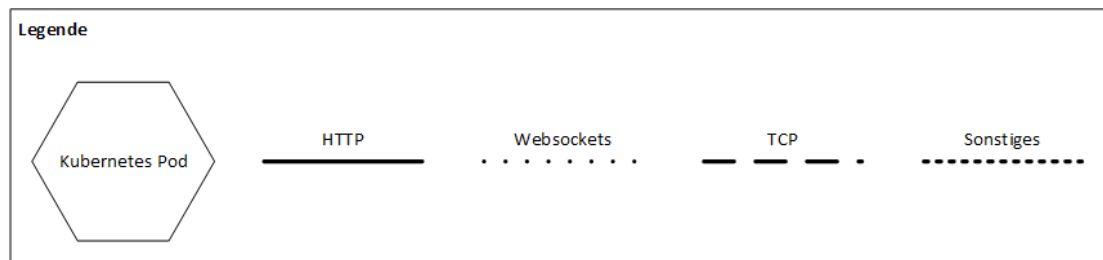 Legende
HTTP
Websockets
TCP
Sonstiges
Kubernetes Pod